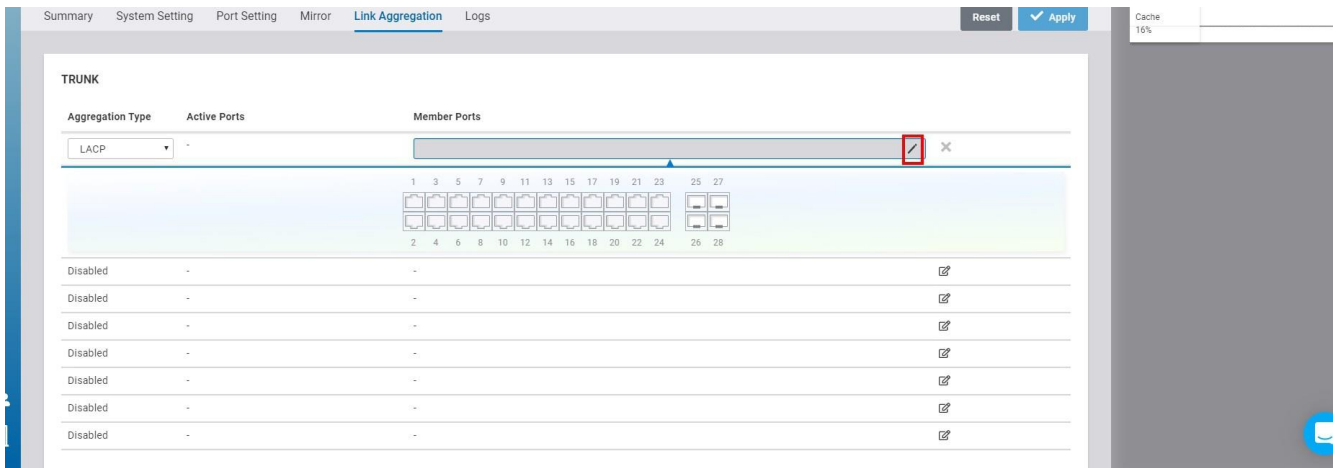 Summary System Setting Port Setting Mirror Link Aggregation Logs Reset Apply
Cache
16%
TRUNK
Aggregation Type Active Ports Member Ports
LACP -
1 3 5 7 9 11 13 15 17 19 21 23 25 27
2 4 6 8 10 12 14 16 18 20 22 24 26 28
Disabled - -
Disabled - -
Disabled - -
Disabled - -
Disabled - -
Disabled - -
Disabled - -